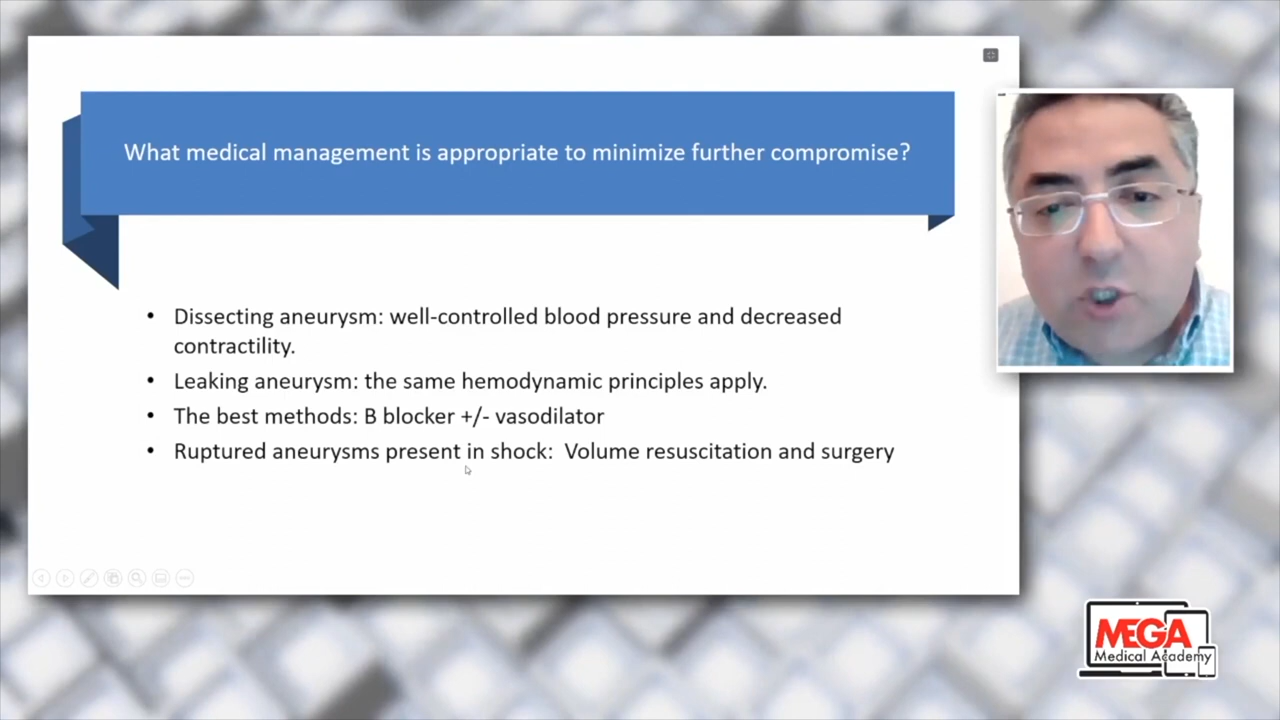 What medical management is appropriate to minimize further compromise?
• Dissecting aneurysm: well-controlled blood pressure and decreased
contractility.
• Leaking aneurysm: the same hemodynamic principles apply.
• The best methods: B blocker +/- vasodilator
• Ruptured aneurysms present in shock: Volume resuscitation and surgery
MEGA
Medical Academy